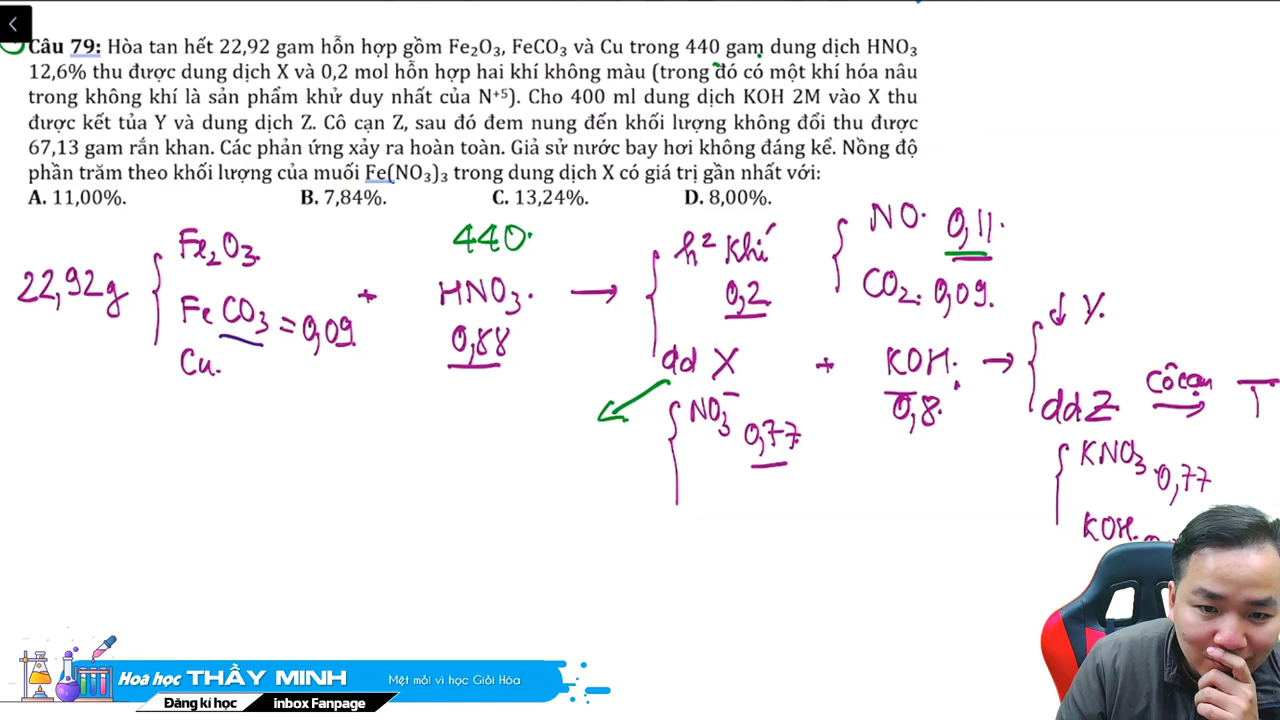 Câu 79: Hòa tan hết 22,92 gam hỗn hợp gồm Fe₂O₃, FeCO₃ và Cu trong 440 gam dung dịch HNO₃
12,6% thu được dung dịch X và 0,2 mol hỗn hợp hai khí không màu (trong đó có một khí hóa nâu
trong không khí là sản phẩm khử duy nhất của N⁺⁵). Cho 400 ml dung dịch KOH 2M vào X thu
được kết tủa Y và dung dịch Z. Cô cạn Z, sau đó đem nung đến khối lượng không đổi thu được
67,13 gam rắn khan. Các phản ứng xảy ra hoàn toàn. Giả sử nước bay hơi không đáng kể. Nồng độ
phần trăm theo khối lượng của muối Fe(NO₃)₃ trong dung dịch X có giá trị gần nhất với:
A. 11,00%. B. 7,84%. C. 13,24%. D. 8,00%.
22,92g { Fe₂O₃. FeCO₃ = 0,09 Cu.
+
440.
HNO₃.
0,88
→
h² khí
0,2
{ NO. 0,11.
CO₂. 0,09.
dd X + KOH. →
0,8.
{ NO₃⁻ 0,77.
{ ↓ Y.
dd Z cô cạn → T
{ KNO₃ 0,77
KOH.
Hoá học THẦY MINH
Mệt mỏi vì học Giỏi Hóa
Đăng kí học inbox Fanpage